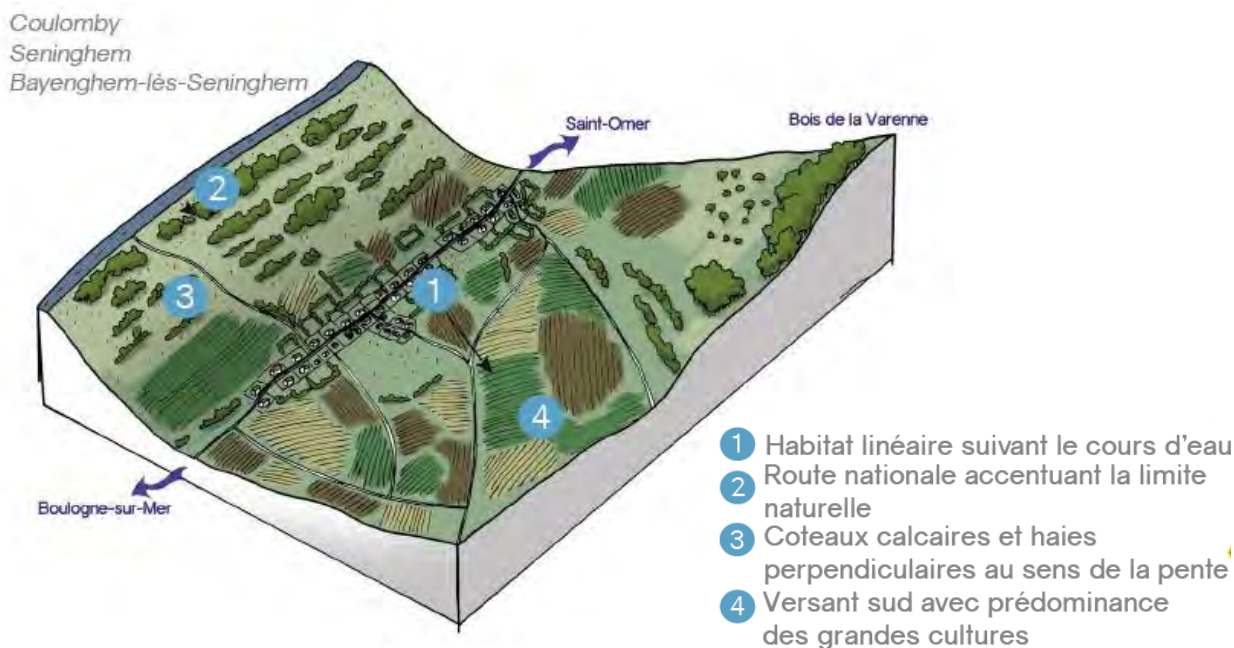 Coulomby
Seninghem
Bayenghem-lès-Seninghem
Saint-Omer
Bois de la Varenne
2
3
1
4
Boulogne-sur-Mer
1 Habitat linéaire suivant le cours d'eau
2 Route nationale accentuant la limite
naturelle
3 Coteaux calcaires et haies
perpendiculaires au sens de la pente
4 Versant sud avec prédominance
des grandes cultures